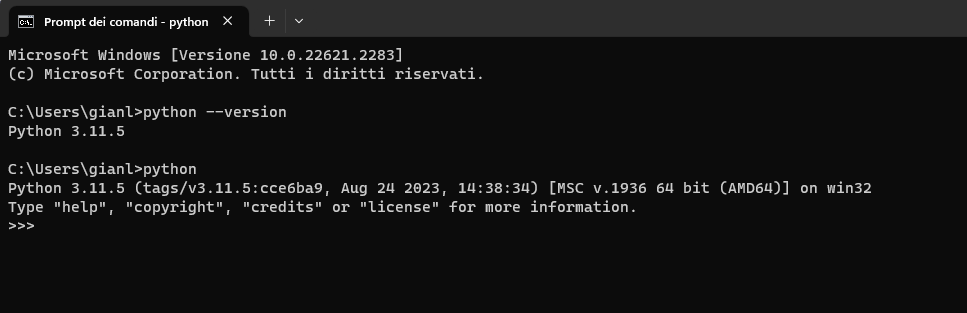 Prompt dei comandi - python
Microsoft Windows [Versione 10.0.22621.2283]
(c) Microsoft Corporation. Tutti i diritti riservati.
C:\Users\gianl>python --version
Python 3.11.5
C:\Users\gianl>python
Python 3.11.5 (tags/v3.11.5:cce6ba9, Aug 24 2023, 14:38:34) [MSC v.1936 64 bit (AMD64)] on win32
Type "help", "copyright", "credits" or "license" for more information.
>>>